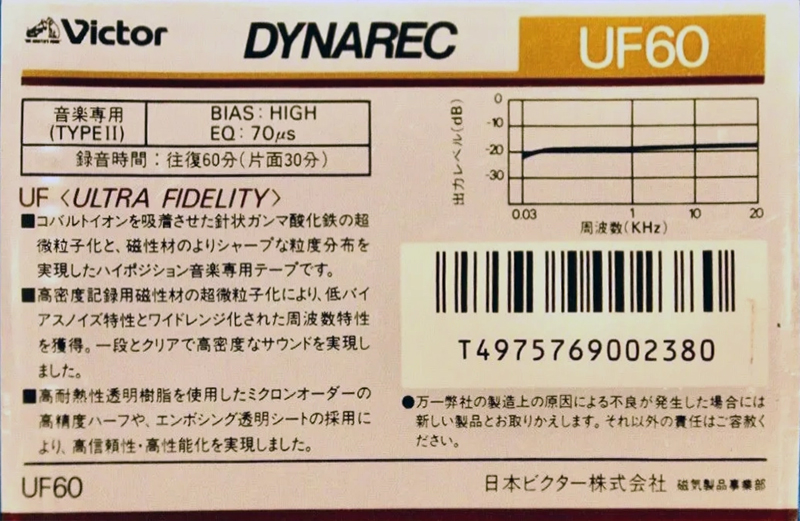 Victor
DYNAREC
UF60
音楽専用
(TYPEII)
BIAS: HIGH
EQ: 70μs
録音時間：往復60分(片面30分)
UF〈ULTRA FIDELITY〉
■コバルトイオンを吸着させた針状ガンマ酸化鉄の超
微粒子化と、磁性材のよりシャープな粒度分布を
実現したハイポジション音楽専用テープです。
■高密度記録用磁性材の超微粒子化により、低バイ
アスノイズ特性とワイドレンジ化された周波数特性
を獲得。一段とクリアで高密度なサウンドを実現し
ました。
■高耐熱性透明樹脂を使用したミクロンオーダーの
高精度ハーフや、エンボシング透明シートの採用に
より、高信頼性・高性能化を実現しました。
出力レベル(dB)
0
-10
-20
-30
0.03
1
10
20
周波数(KHz)
T4975769002380
●万一弊社の製造上の原因による不良が発生した場合には
新しい製品とお取りかえします。それ以外の責任はご容赦く
ださい。
UF60
日本ビクター株式会社 磁気製品事業部